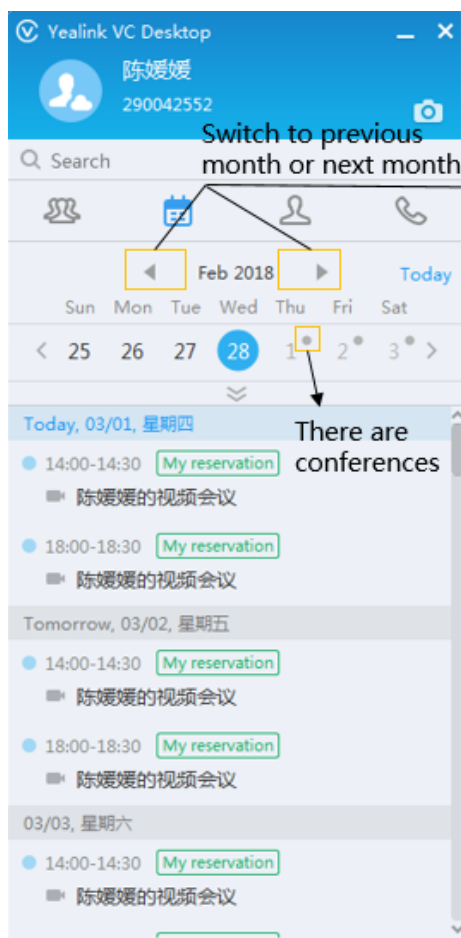 Yealink VC Desktop
陈媛媛
290042552
Switch to previous
month or next month
Search
Feb 2018
Today
Sun Mon Tue Wed Thu Fri Sat
25 26 27 28 1 2 3
There are
conferences
Today, 03/01, 星期四
14:00-14:30 My reservation
陈媛媛的视频会议
18:00-18:30 My reservation
陈媛媛的视频会议
Tomorrow, 03/02, 星期五
14:00-14:30 My reservation
陈媛媛的视频会议
18:00-18:30 My reservation
陈媛媛的视频会议
03/03, 星期六
14:00-14:30 My reservation
陈媛媛的视频会议